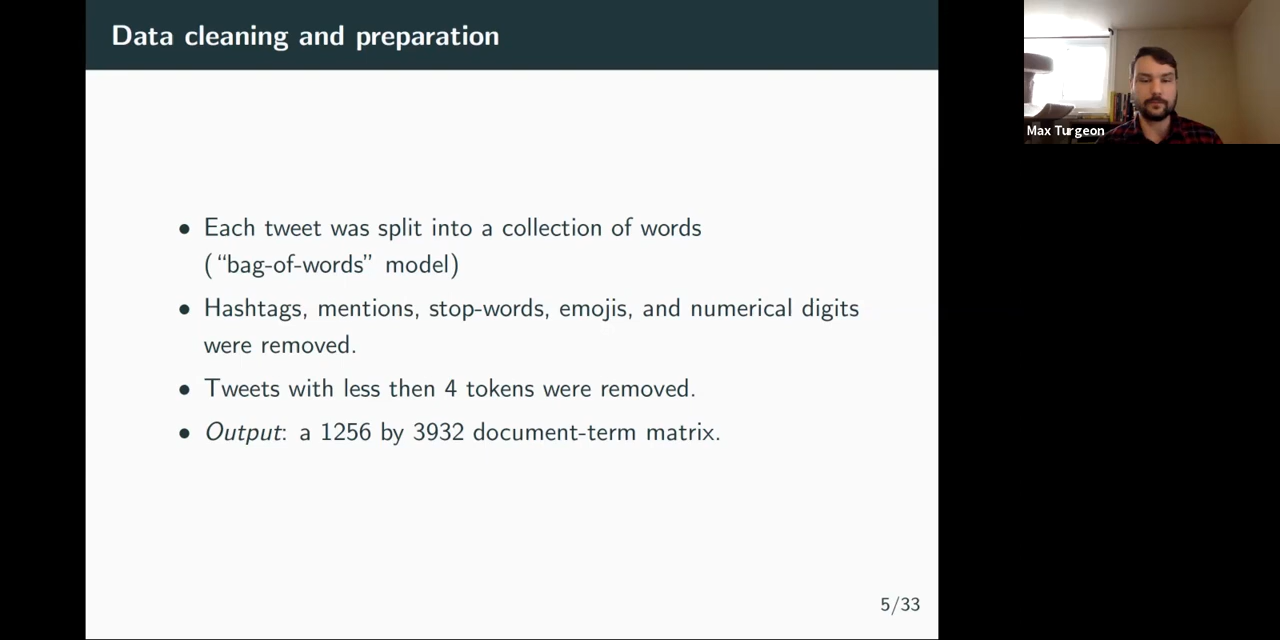 Data cleaning and preparation
Max Turgeon
• Each tweet was split into a collection of words
(“bag-of-words” model)
• Hashtags, mentions, stop-words, emojis, and numerical digits
were removed.
• Tweets with less then 4 tokens were removed.
• Output: a 1256 by 3932 document-term matrix.
5/33